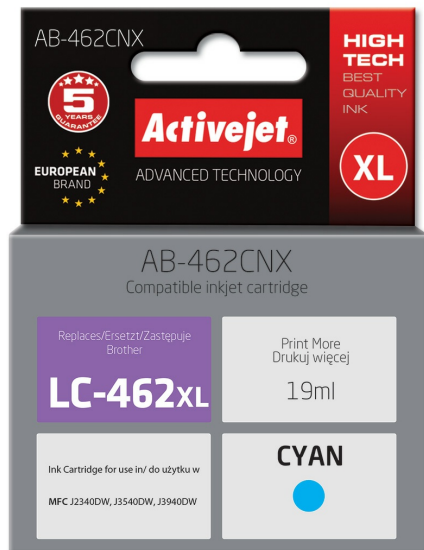 AB-462CNX
HIGH
TECH
BEST
QUALITY
INK
5
YEARS
GUARANTEE
Activejet®
EUROPEAN
BRAND
ADVANCED TECHNOLOGY
XL
AB-462CNX
Compatible inkjet cartridge
Replaces/Ersetzt/Zastępuje
Brother
LC-462XL
Print More
Drukuj więcej
19ml
Ink Cartridge for use in/ do użytku w
MFC J2340DW, J3540DW, J3940DW
CYAN